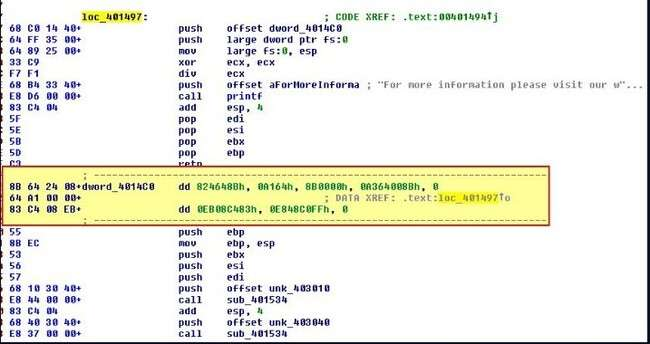 loc_401497: ; CODE XREF: .text:00401494↑j
68 C0 14 40+ push offset dword_4014C0
64 FF 35 00+ push large dword ptr fs:0
64 89 25 00+ mov large fs:0, esp
33 C9 xor ecx, ecx
F7 F1 div ecx
68 B4 33 40+ push offset aForMoreInforma ; "For more information please visit our w"...
E8 D6 00 00+ call printf
83 C4 04 add esp, 4
5F pop edi
5E pop esi
5B pop ebx
5D pop ebp
C3 retn
; ---------------------------------------------------------------------------
8B 64 24 08+dword_4014C0 dd 824648Bh, 0A164h, 8B0000h, 0A364008Bh, 0
64 A1 00 00+ ; DATA XREF: .text:loc_401497↑o
83 C4 08 EB+ dd 0EB08C483h, 0E848C0FFh, 0
; ---------------------------------------------------------------------------
55 push ebp
8B EC mov ebp, esp
53 push ebx
56 push esi
57 push edi
68 10 30 40+ push offset unk_403010
E8 44 00 00+ call sub_401534
83 C4 04 add esp, 4
68 40 30 40+ push offset unk_403040
E8 37 00 00+ call sub_401534